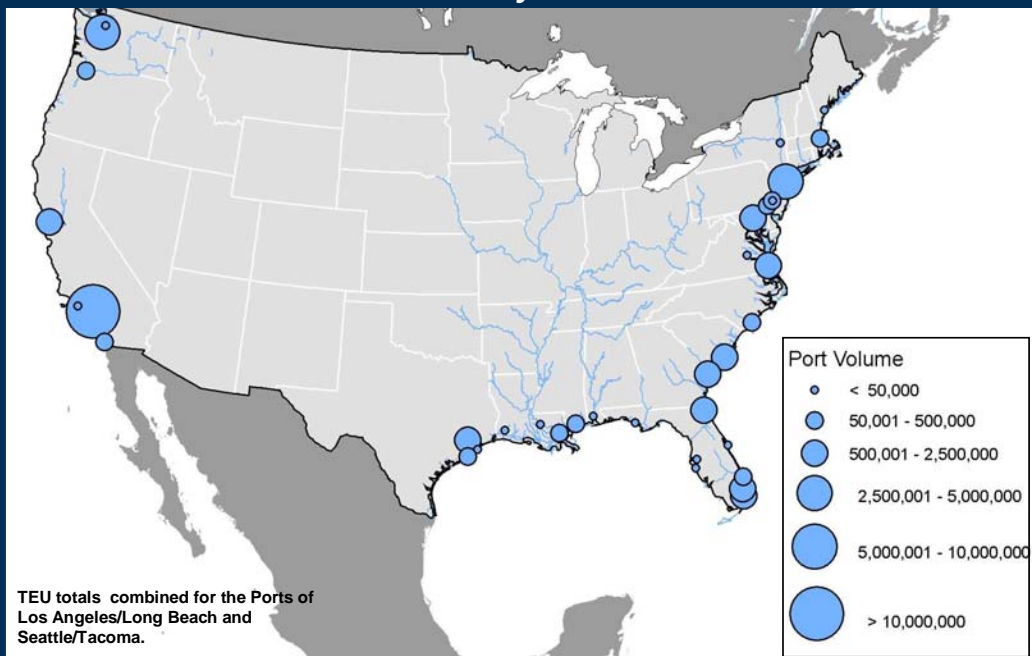 Port Volume
< 50,000
50,001 - 500,000
500,001 - 2,500,000
2,500,001 - 5,000,000
5,000,001 - 10,000,000
> 10,000,000
TEU totals combined for the Ports of
Los Angeles/Long Beach and
Seattle/Tacoma.